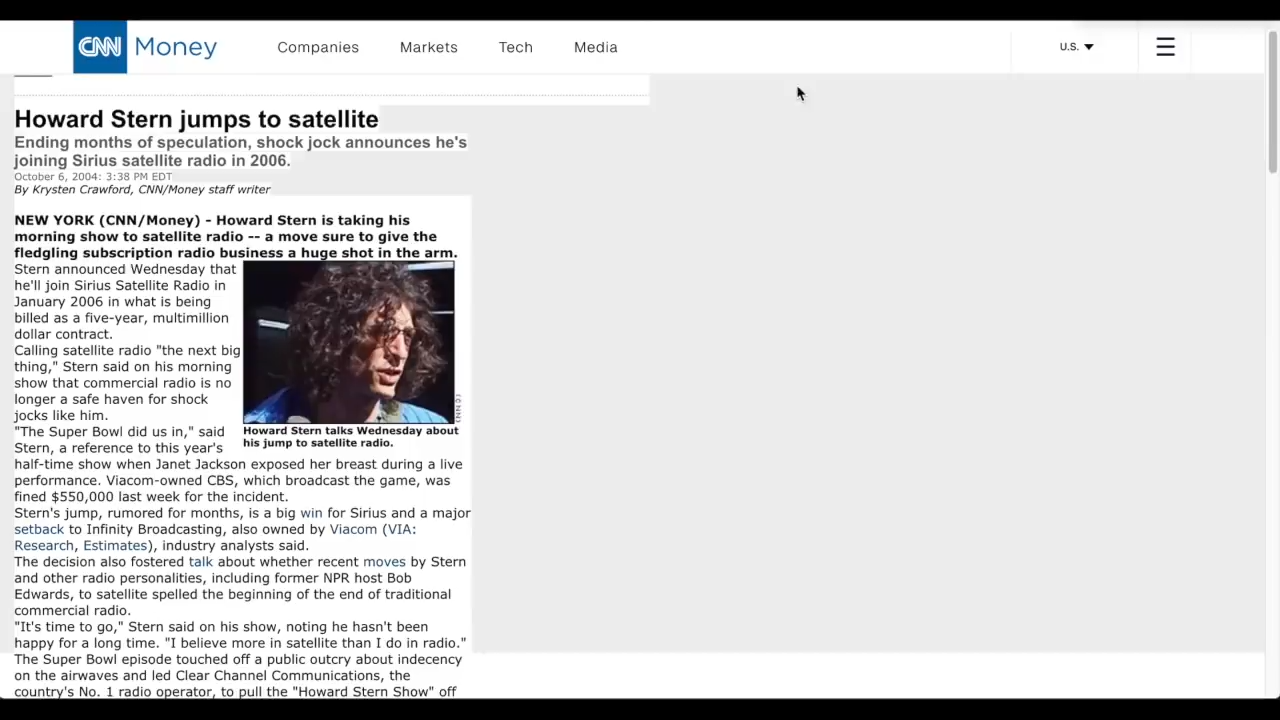 CNN Money
Companies
Markets
Tech
Media
U.S.
Howard Stern jumps to satellite
Ending months of speculation, shock jock announces he's
joining Sirius satellite radio in 2006.
October 6, 2004: 3:38 PM EDT
By Krysten Crawford, CNN/Money staff writer
NEW YORK (CNN/Money) - Howard Stern is taking his
morning show to satellite radio -- a move sure to give the
fledgling subscription radio business a huge shot in the arm.
Stern announced Wednesday that
he'll join Sirius Satellite Radio in
January 2006 in what is being
billed as a five-year, multimillion
dollar contract.
Calling satellite radio "the next big
thing," Stern said on his morning
show that commercial radio is no
longer a safe haven for shock
jocks like him.
"The Super Bowl did us in," said
Stern, a reference to this year's
Howard Stern talks Wednesday about
his jump to satellite radio.
half-time show when Janet Jackson exposed her breast during a live
performance. Viacom-owned CBS, which broadcast the game, was
fined $550,000 last week for the incident.
Stern's jump, rumored for months, is a big win for Sirius and a major
setback to Infinity Broadcasting, also owned by Viacom (VIA:
Research, Estimates), industry analysts said.
The decision also fostered talk about whether recent moves by Stern
and other radio personalities, including former NPR host Bob
Edwards, to satellite spelled the beginning of the end of traditional
commercial radio.
"It's time to go," Stern said on his show, noting he hasn't been
happy for a long time. "I believe more in satellite than I do in radio."
The Super Bowl episode touched off a public outcry about indecency
on the airwaves and led Clear Channel Communications, the
country's No. 1 radio operator, to pull the "Howard Stern Show" off